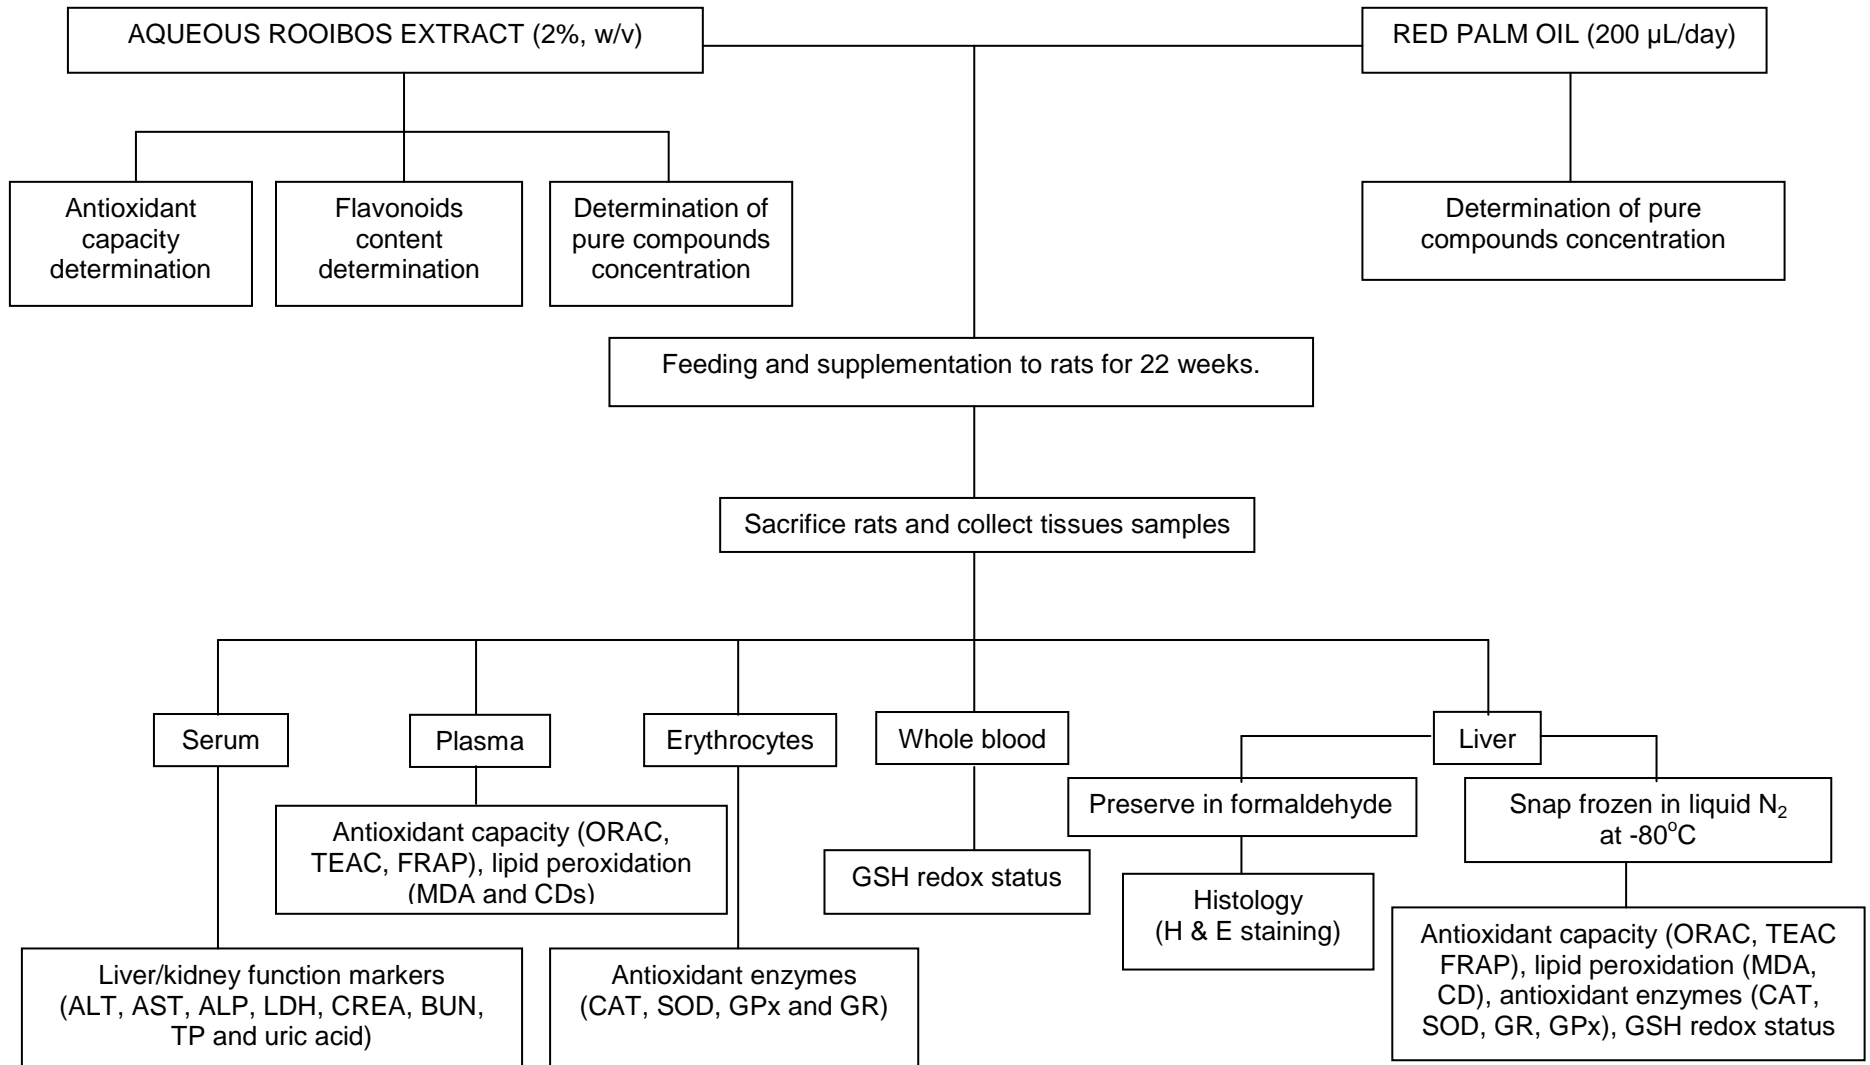 AQUEOUS ROOIBOS EXTRACT (2%, w/v)
RED PALM OIL (200 µL/day)
Antioxidant
capacity
determination
Flavonoids
content
determination
Determination of
pure compounds
concentration
Determination of pure
compounds concentration
Feeding and supplementation to rats for 22 weeks.
Sacrifice rats and collect tissues samples
Serum
Plasma
Erythrocytes
Whole blood
Liver
Preserve in formaldehyde
Snap frozen in liquid N₂
at -80°C
Antioxidant capacity (ORAC,
TEAC, FRAP), lipid peroxidation
(MDA and CDs)
GSH redox status
Histology
(H & E staining)
Liver/kidney function markers
(ALT, AST, ALP, LDH, CREA, BUN,
TP and uric acid)
Antioxidant enzymes
(CAT, SOD, GPx and GR)
Antioxidant capacity (ORAC, TEAC
FRAP), lipid peroxidation (MDA,
CD), antioxidant enzymes (CAT,
SOD, GR, GPx), GSH redox status